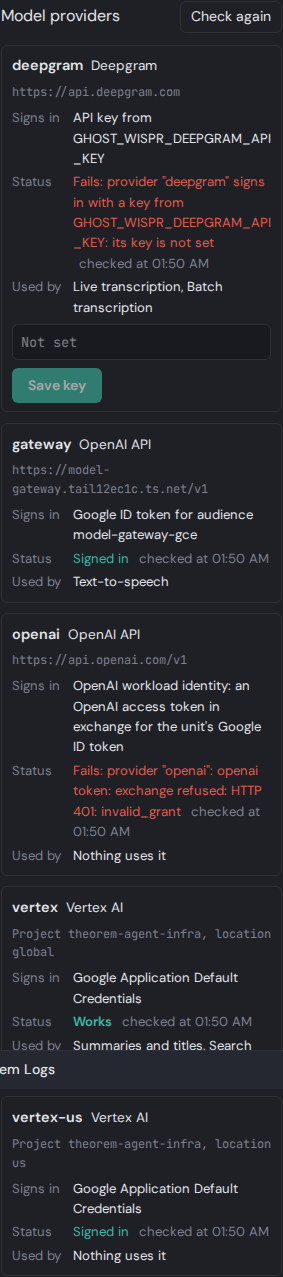 Model providers
Check again
deepgram Deepgram
https://api.deepgram.com
Signs in API key from
GHOST_WISPR_DEEPGRAM_API
_KEY
Status Fails: provider "deepgram" signs
in with a key from
GHOST_WISPR_DEEPGRAM_API
_KEY: its key is not set
checked at 01:50 AM
Used by Live transcription, Batch
transcription
Not set
Save key
gateway OpenAI API
https://model-
gateway.tail12ec1c.ts.net/v1
Signs in Google ID token for audience
model-gateway-gce
Status Signed in checked at 01:50 AM
Used by Text-to-speech
openai OpenAI API
https://api.openai.com/v1
Signs in OpenAI workload identity: an
OpenAI access token in
exchange for the unit's Google
ID token
Status Fails: provider "openai": openai
token: exchange refused: HTTP
401: invalid_grant checked at
01:50 AM
Used by Nothing uses it
vertex Vertex AI
Project theorem-agent-infra, location
global
Signs in Google Application Default
Credentials
Status Works checked at 01:50 AM
Used by Summaries and titles, Search
em Logs
vertex-us Vertex AI
Project theorem-agent-infra, location
us
Signs in Google Application Default
Credentials
Status Signed in checked at 01:50 AM
Used by Nothing uses it